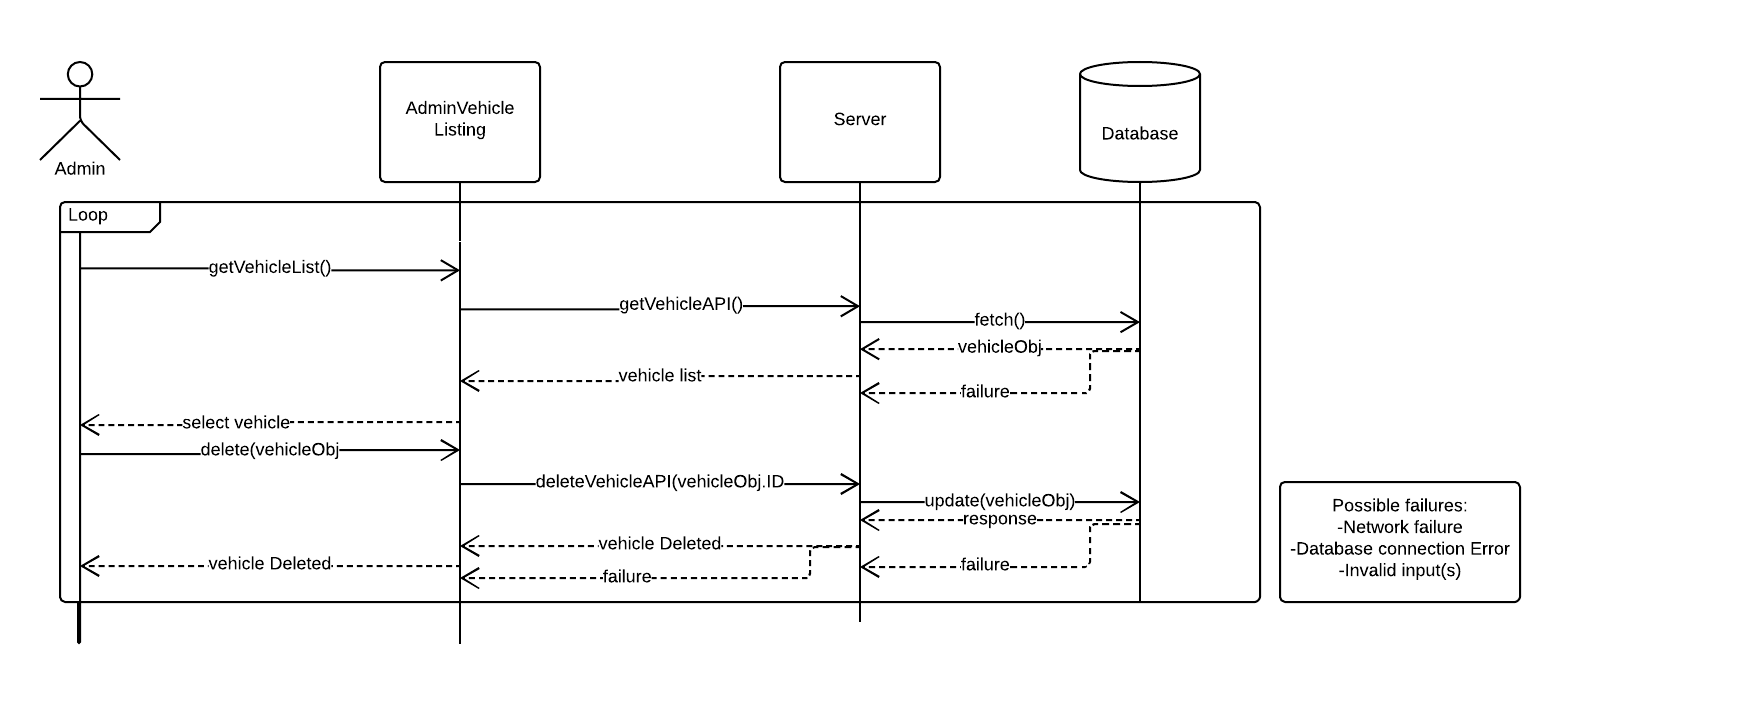 Admin
AdminVehicle
Listing
Server
Database
Loop
getVehicleList()
getVehicleAPI()
fetch()
vehicleObj
vehicle list
failure
select vehicle
delete(vehicleObj
deleteVehicleAPI(vehicleObj.ID
update(vehicleObj)
response
vehicle Deleted
vehicle Deleted
failure
failure
Possible failures:
-Network failure
-Database connection Error
-Invalid input(s)